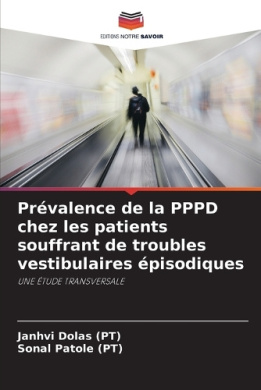 EDITIONS NOTRE SAVOIR
Prévalence de la PPPD
chez les patients
souffrant de troubles
vestibulaires épisodiques
UNE ÉTUDE TRANSVERSALE
Janhvi Dolas (PT)
Sonal Patole (PT)